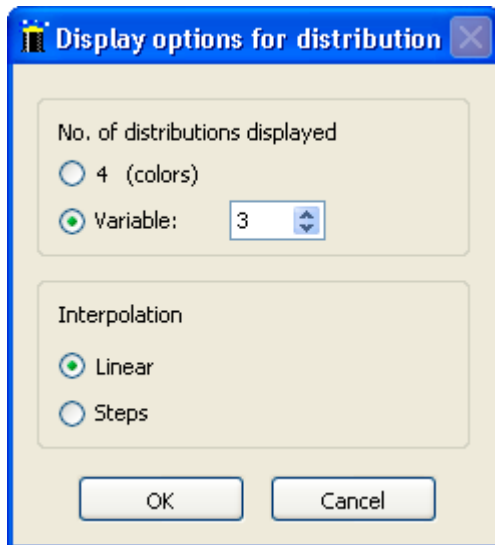 Display options for distribution
No. of distributions displayed
4 (colors)
Variable: 3
Interpolation
Linear
Steps
OK Cancel